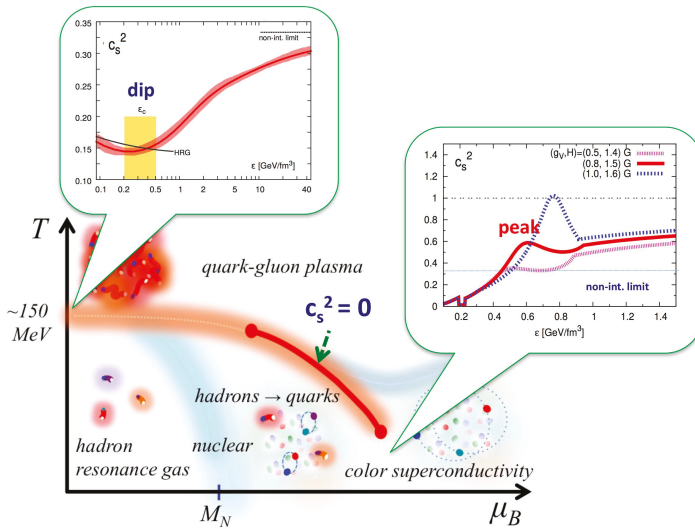 0.35
0.30
0.25
0.20
0.15
0.10
c_s^2
non-int. limit
dip
ε_c
HRG
ε [GeV/fm³]
0.1 0.2 0.5 1 2 5 10 20 40
1.4
1.2
1
0.8
0.6
0.4
0.2
0
c_s^2
(g_V,H)=(0.5, 1.4) G
(0.8, 1.5) G
(1.0, 1.6) G
peak
non-int. limit
0.2 0.4 0.6 0.8 1 1.2 1.4
ε [GeV/fm³]
T
quark-gluon plasma
~150
MeV
c_s^2 = 0
hadrons → quarks
hadron
resonance gas
nuclear
color superconductivity
M_N
μ_B